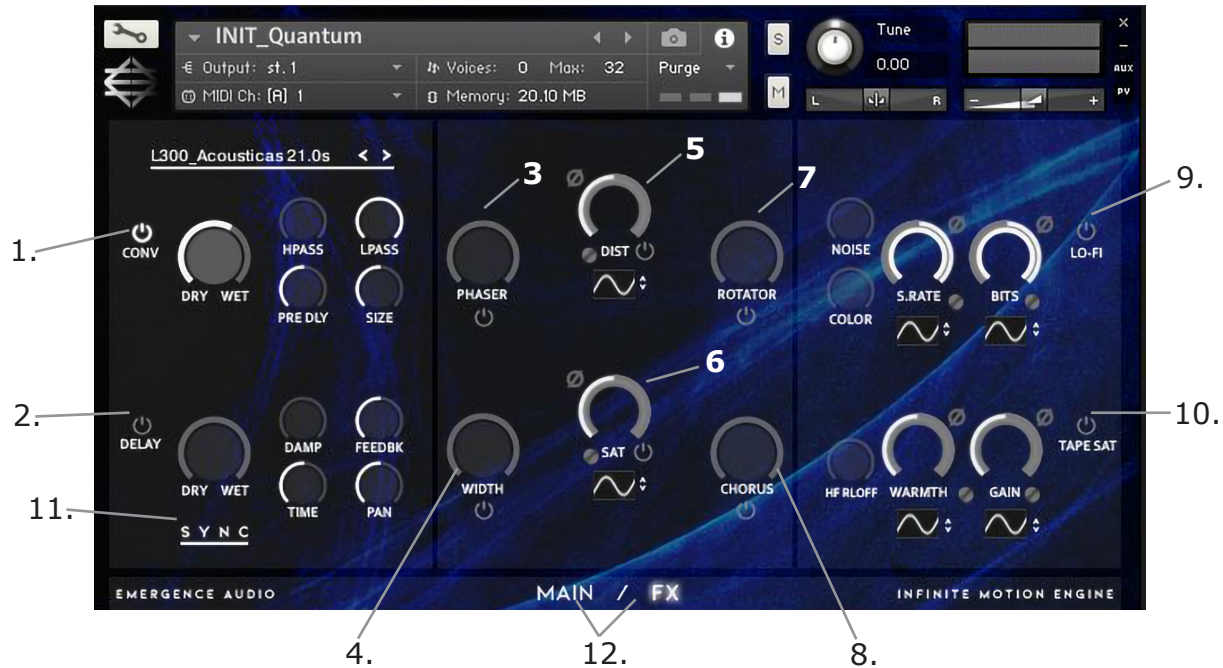 INIT_Quantum
Output: st. 1
Voices: 0 Max: 32
Purge
MIDI Ch: [A] 1
Memory: 20.10 MB
S
M
Tune
0.00
L R
- +
x
–
AUX
PV
L300_Acousticas 21.0s < >
1.
CONV
DRY WET
HPASS
LPASS
PRE DLY
SIZE
2.
DELAY
DRY WET
DAMP
FEEDBK
TIME
PAN
11.
SYNC
3
PHASER
5
DIST
7
ROTATOR
6
SAT
WIDTH
CHORUS
NOISE
COLOR
S.RATE
BITS
9.
LO-FI
10.
TAPE SAT
HF RLOFF
WARMTH
GAIN
EMERGENCE AUDIO
MAIN / FX
INFINITE MOTION ENGINE
4.
12.
8.